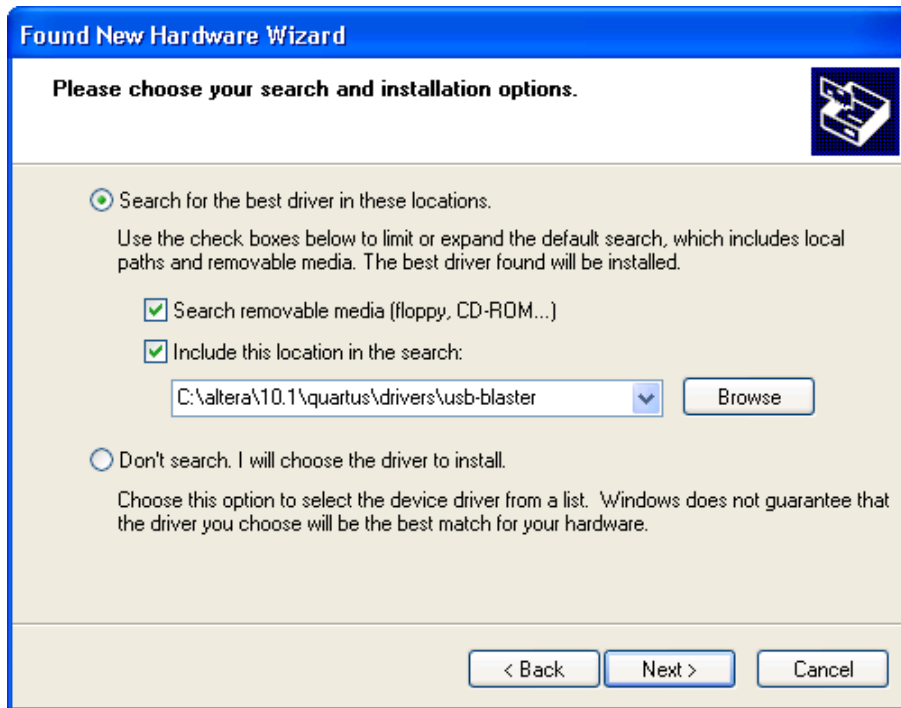 Found New Hardware Wizard
Please choose your search and installation options.
Search for the best driver in these locations.
Use the check boxes below to limit or expand the default search, which includes local
paths and removable media. The best driver found will be installed.
Search removable media (floppy, CD-ROM...)
Include this location in the search:
C:\altera\10.1\quartus\drivers\usb-blaster
Browse
Don't search. I will choose the driver to install.
Choose this option to select the device driver from a list.  Windows does not guarantee that
the driver you choose will be the best match for your hardware.
< Back
Next >
Cancel